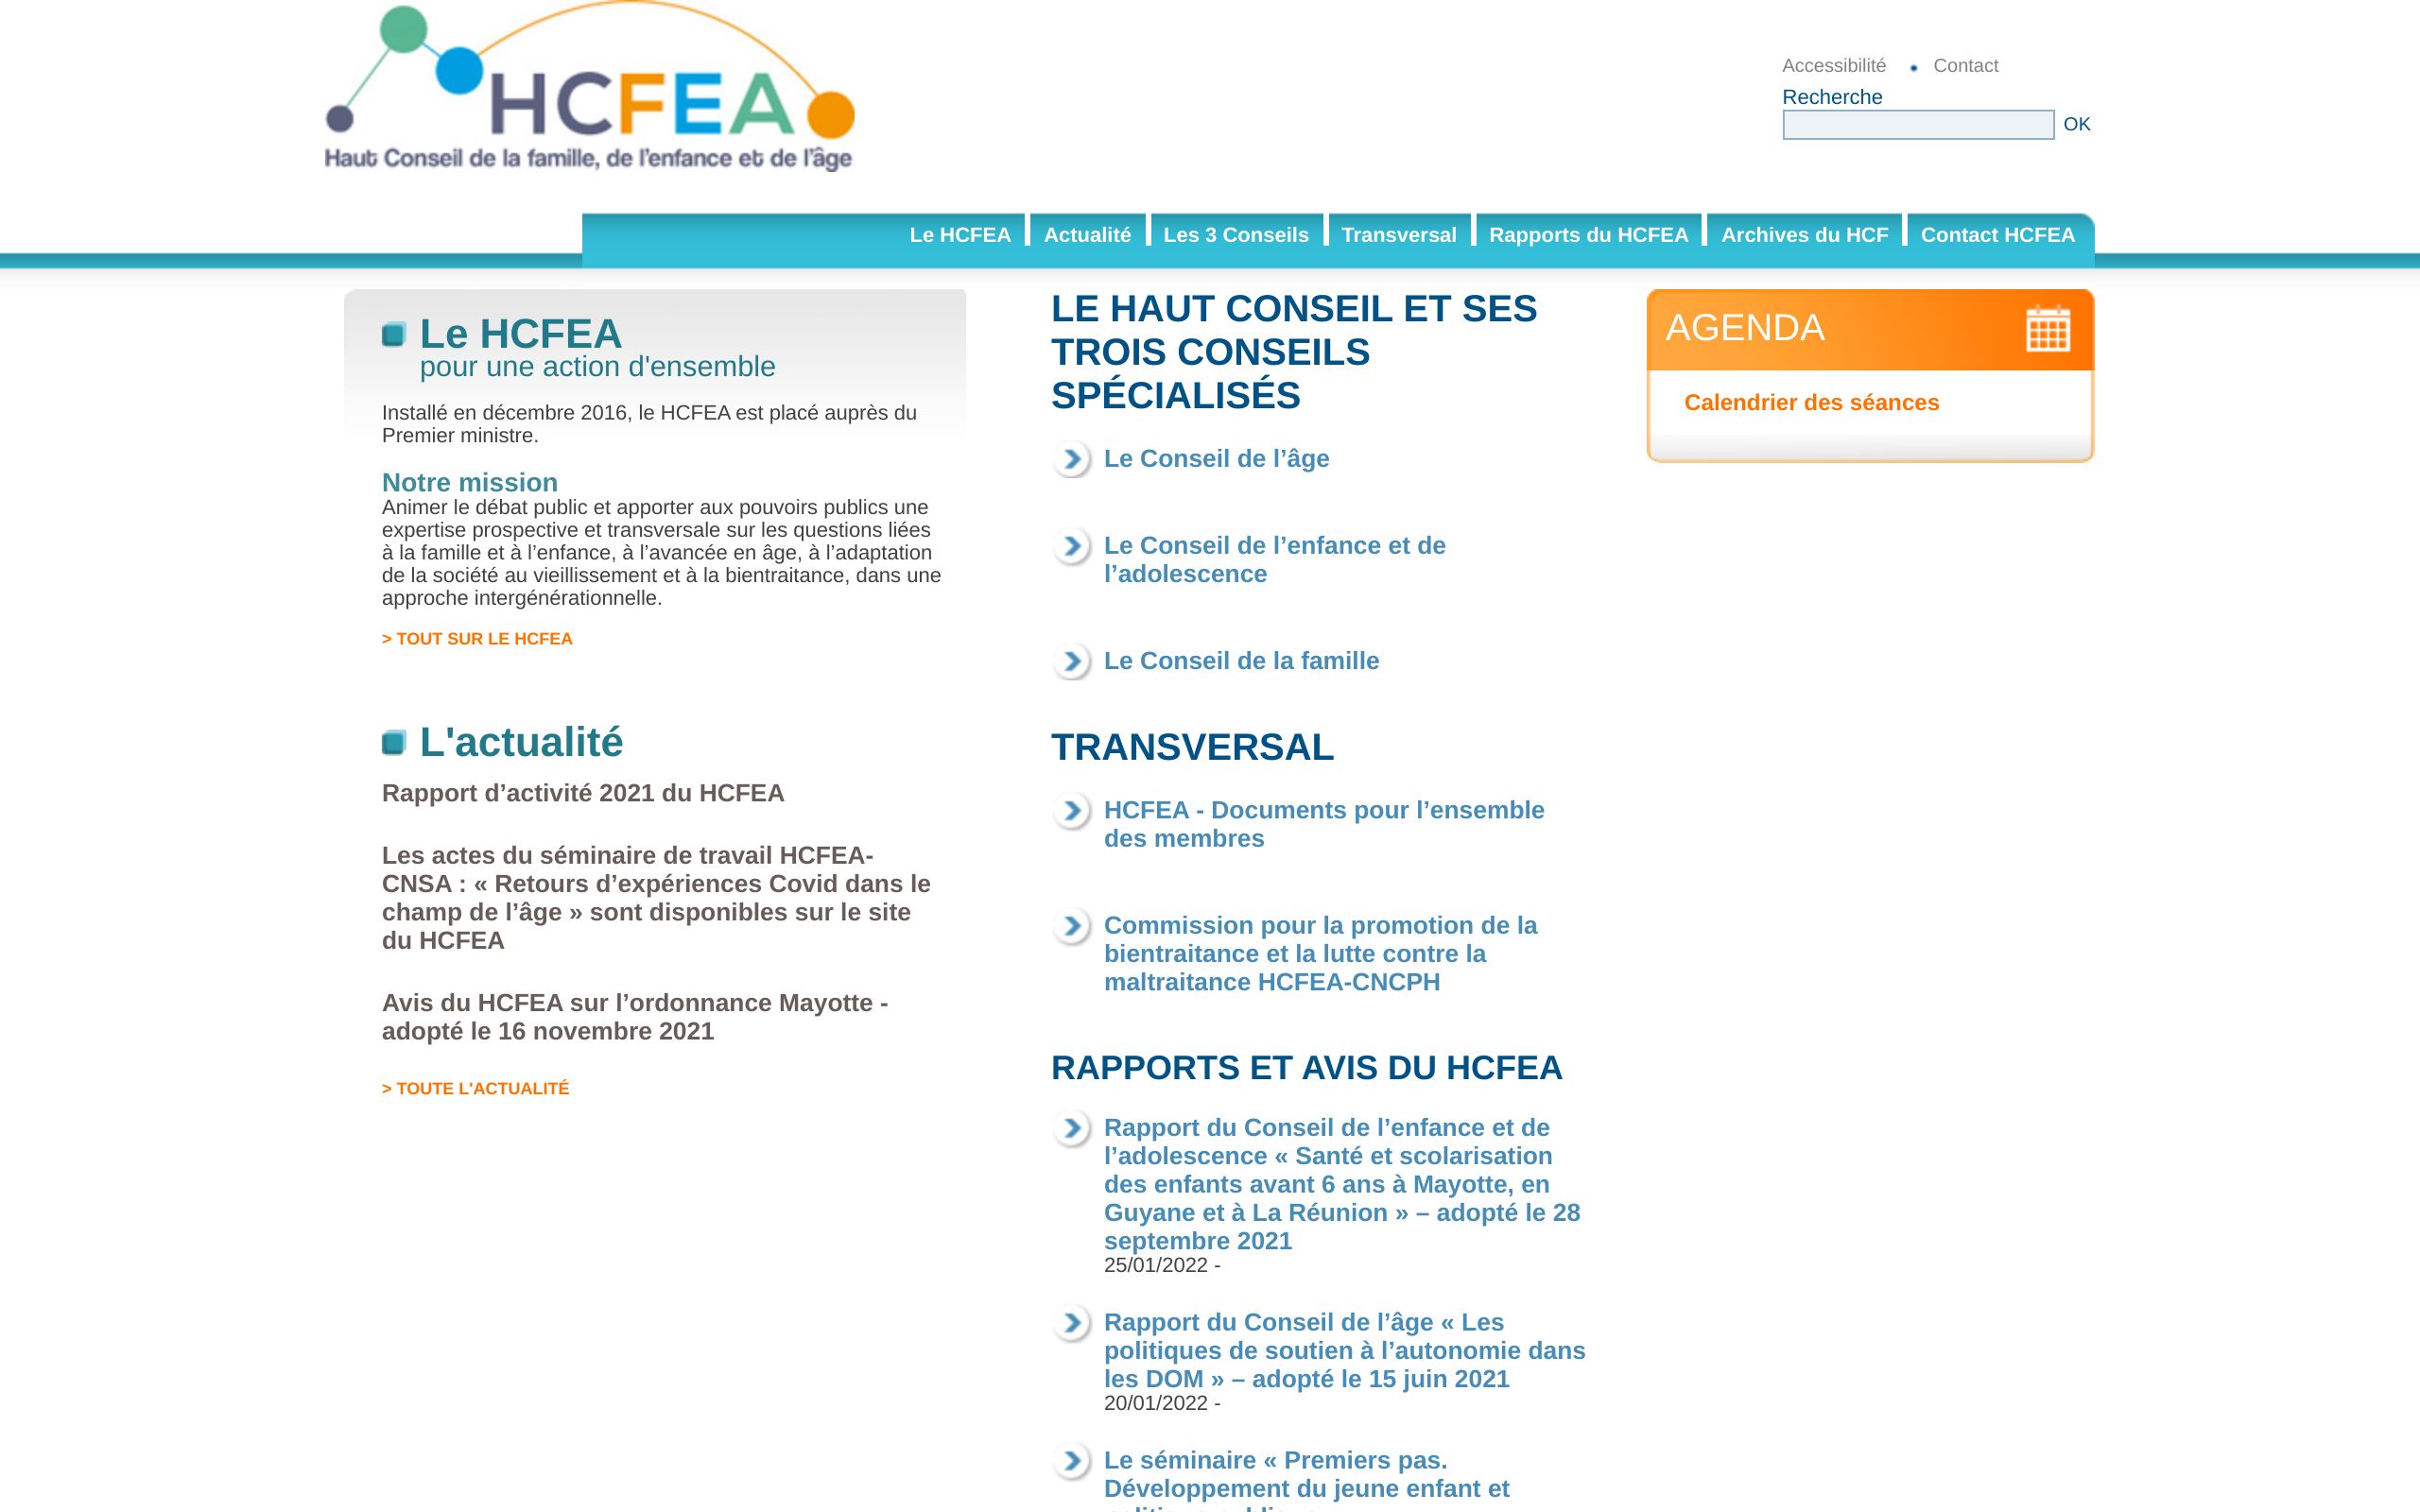 HCFEA
Haut Conseil de la famille, de l'enfance et de l'âge
Accessibilité • Contact
Recherche
OK
Le HCFEA
Actualité
Les 3 Conseils
Transversal
Rapports du HCFEA
Archives du HCF
Contact HCFEA
Le HCFEA
pour une action d'ensemble
Installé en décembre 2016, le HCFEA est placé auprès du
Premier ministre.
Notre mission
Animer le débat public et apporter aux pouvoirs publics une
expertise prospective et transversale sur les questions liées
à la famille et à l’enfance, à l’avancée en âge, à l’adaptation
de la société au vieillissement et à la bientraitance, dans une
approche intergénérationnelle.
> TOUT SUR LE HCFEA
L'actualité
Rapport d’activité 2021 du HCFEA
Les actes du séminaire de travail HCFEA-
CNSA : « Retours d’expériences Covid dans le
champ de l’âge » sont disponibles sur le site
du HCFEA
Avis du HCFEA sur l’ordonnance Mayotte -
adopté le 16 novembre 2021
> TOUTE L'ACTUALITÉ
LE HAUT CONSEIL ET SES
TROIS CONSEILS
SPÉCIALISÉS
Le Conseil de l’âge
Le Conseil de l’enfance et de
l’adolescence
Le Conseil de la famille
TRANSVERSAL
HCFEA - Documents pour l’ensemble
des membres
Commission pour la promotion de la
bientraitance et la lutte contre la
maltraitance HCFEA-CNCPH
RAPPORTS ET AVIS DU HCFEA
Rapport du Conseil de l’enfance et de
l’adolescence « Santé et scolarisation
des enfants avant 6 ans à Mayotte, en
Guyane et à La Réunion » – adopté le 28
septembre 2021
25/01/2022 -
Rapport du Conseil de l’âge « Les
politiques de soutien à l’autonomie dans
les DOM » – adopté le 15 juin 2021
20/01/2022 -
Le séminaire « Premiers pas.
Développement du jeune enfant et
AGENDA
Calendrier des séances